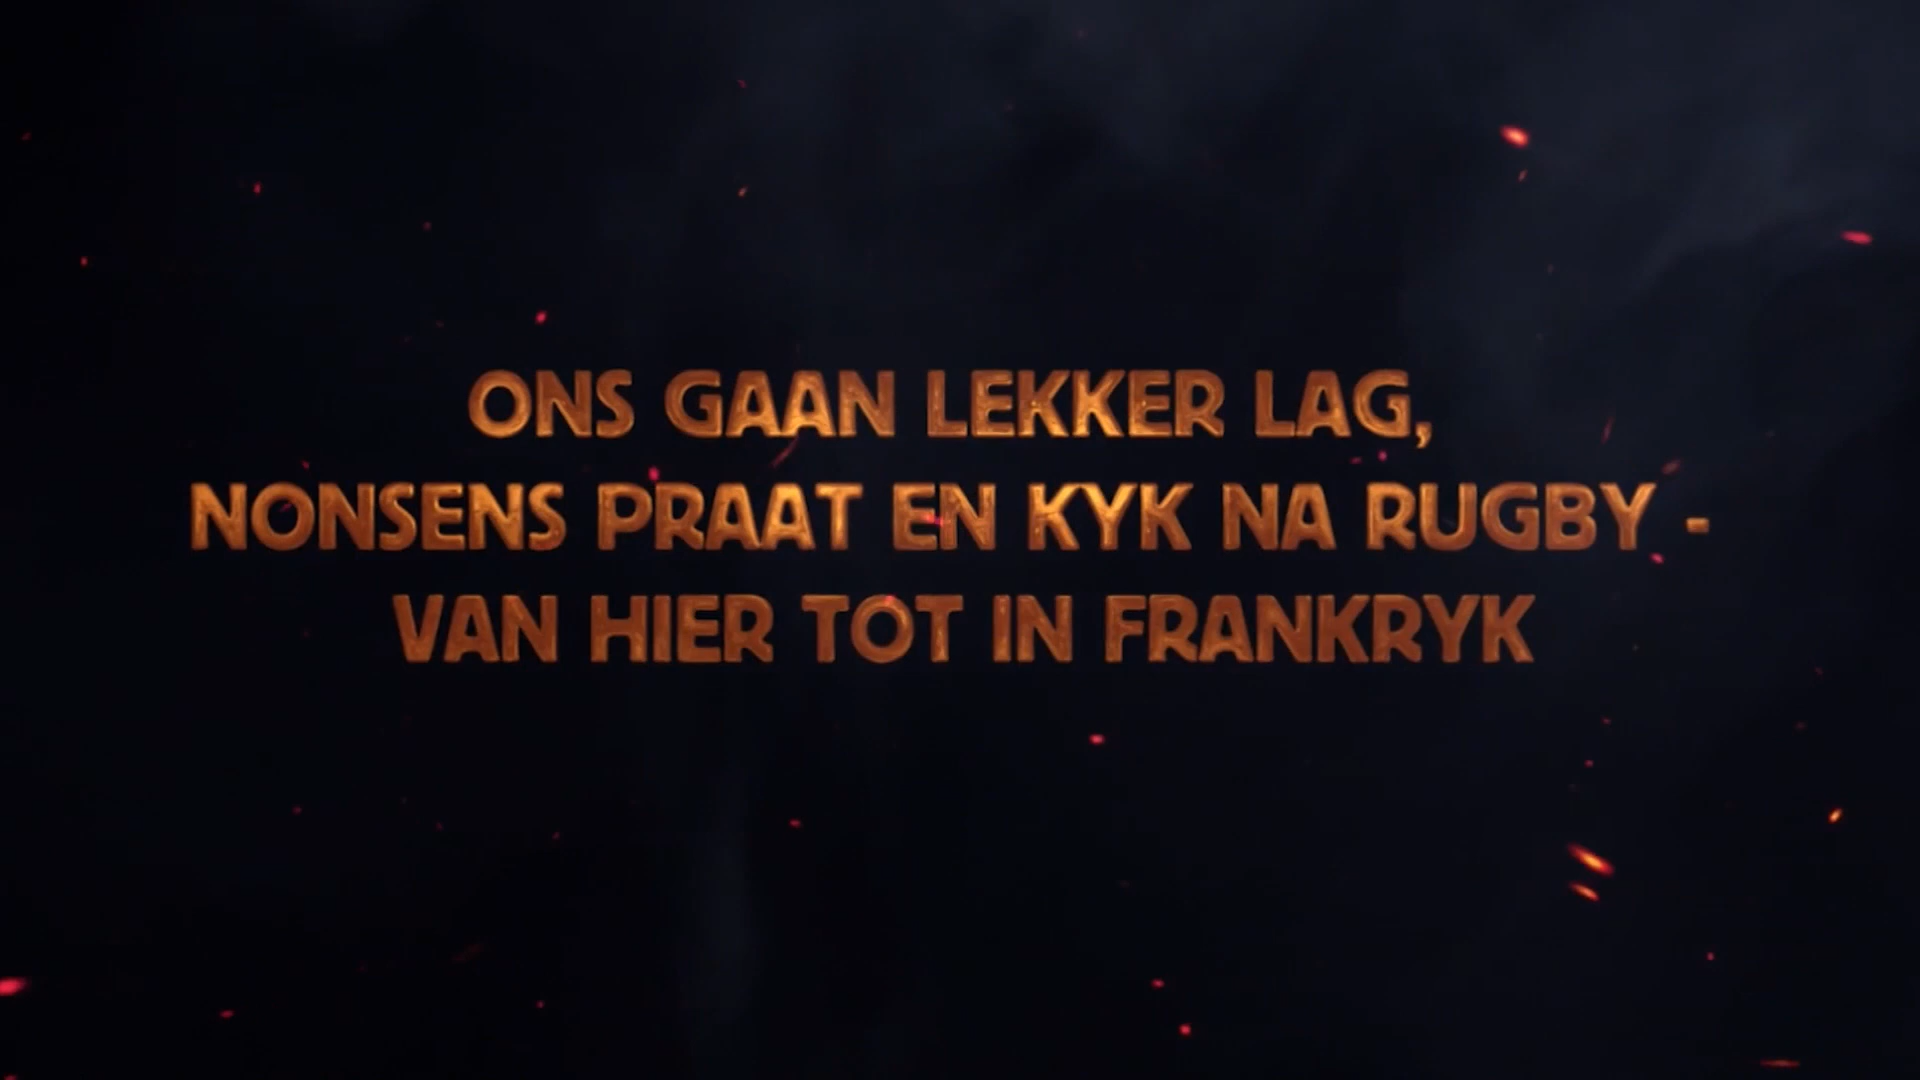 ONS GAAN LEKKER LAG,
NONSENS PRAAT EN KYK NA RUGBY -
VAN HIER TOT IN FRANKRYK